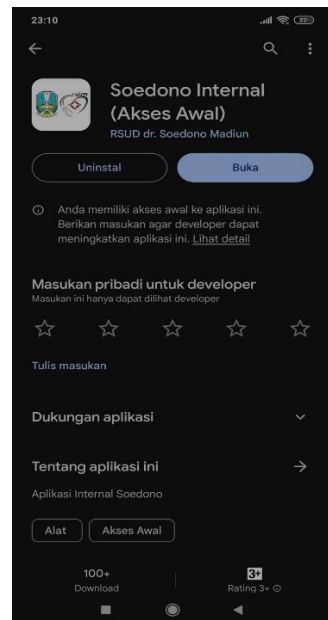 23:10
72
Soedono Internal
(Akses Awal)
RSUD dr. Soedono Madiun
Uninstal
Buka
Anda memiliki akses awal ke aplikasi ini.
Berikan masukan agar developer dapat
meningkatkan aplikasi ini. Lihat detail
Masukan pribadi untuk developer
Masukan ini hanya dapat dilihat developer
Tulis masukan
Dukungan aplikasi
Tentang aplikasi ini
Aplikasi Internal Soedono
Alat
Akses Awal
100+
3+
Download
Rating 3+